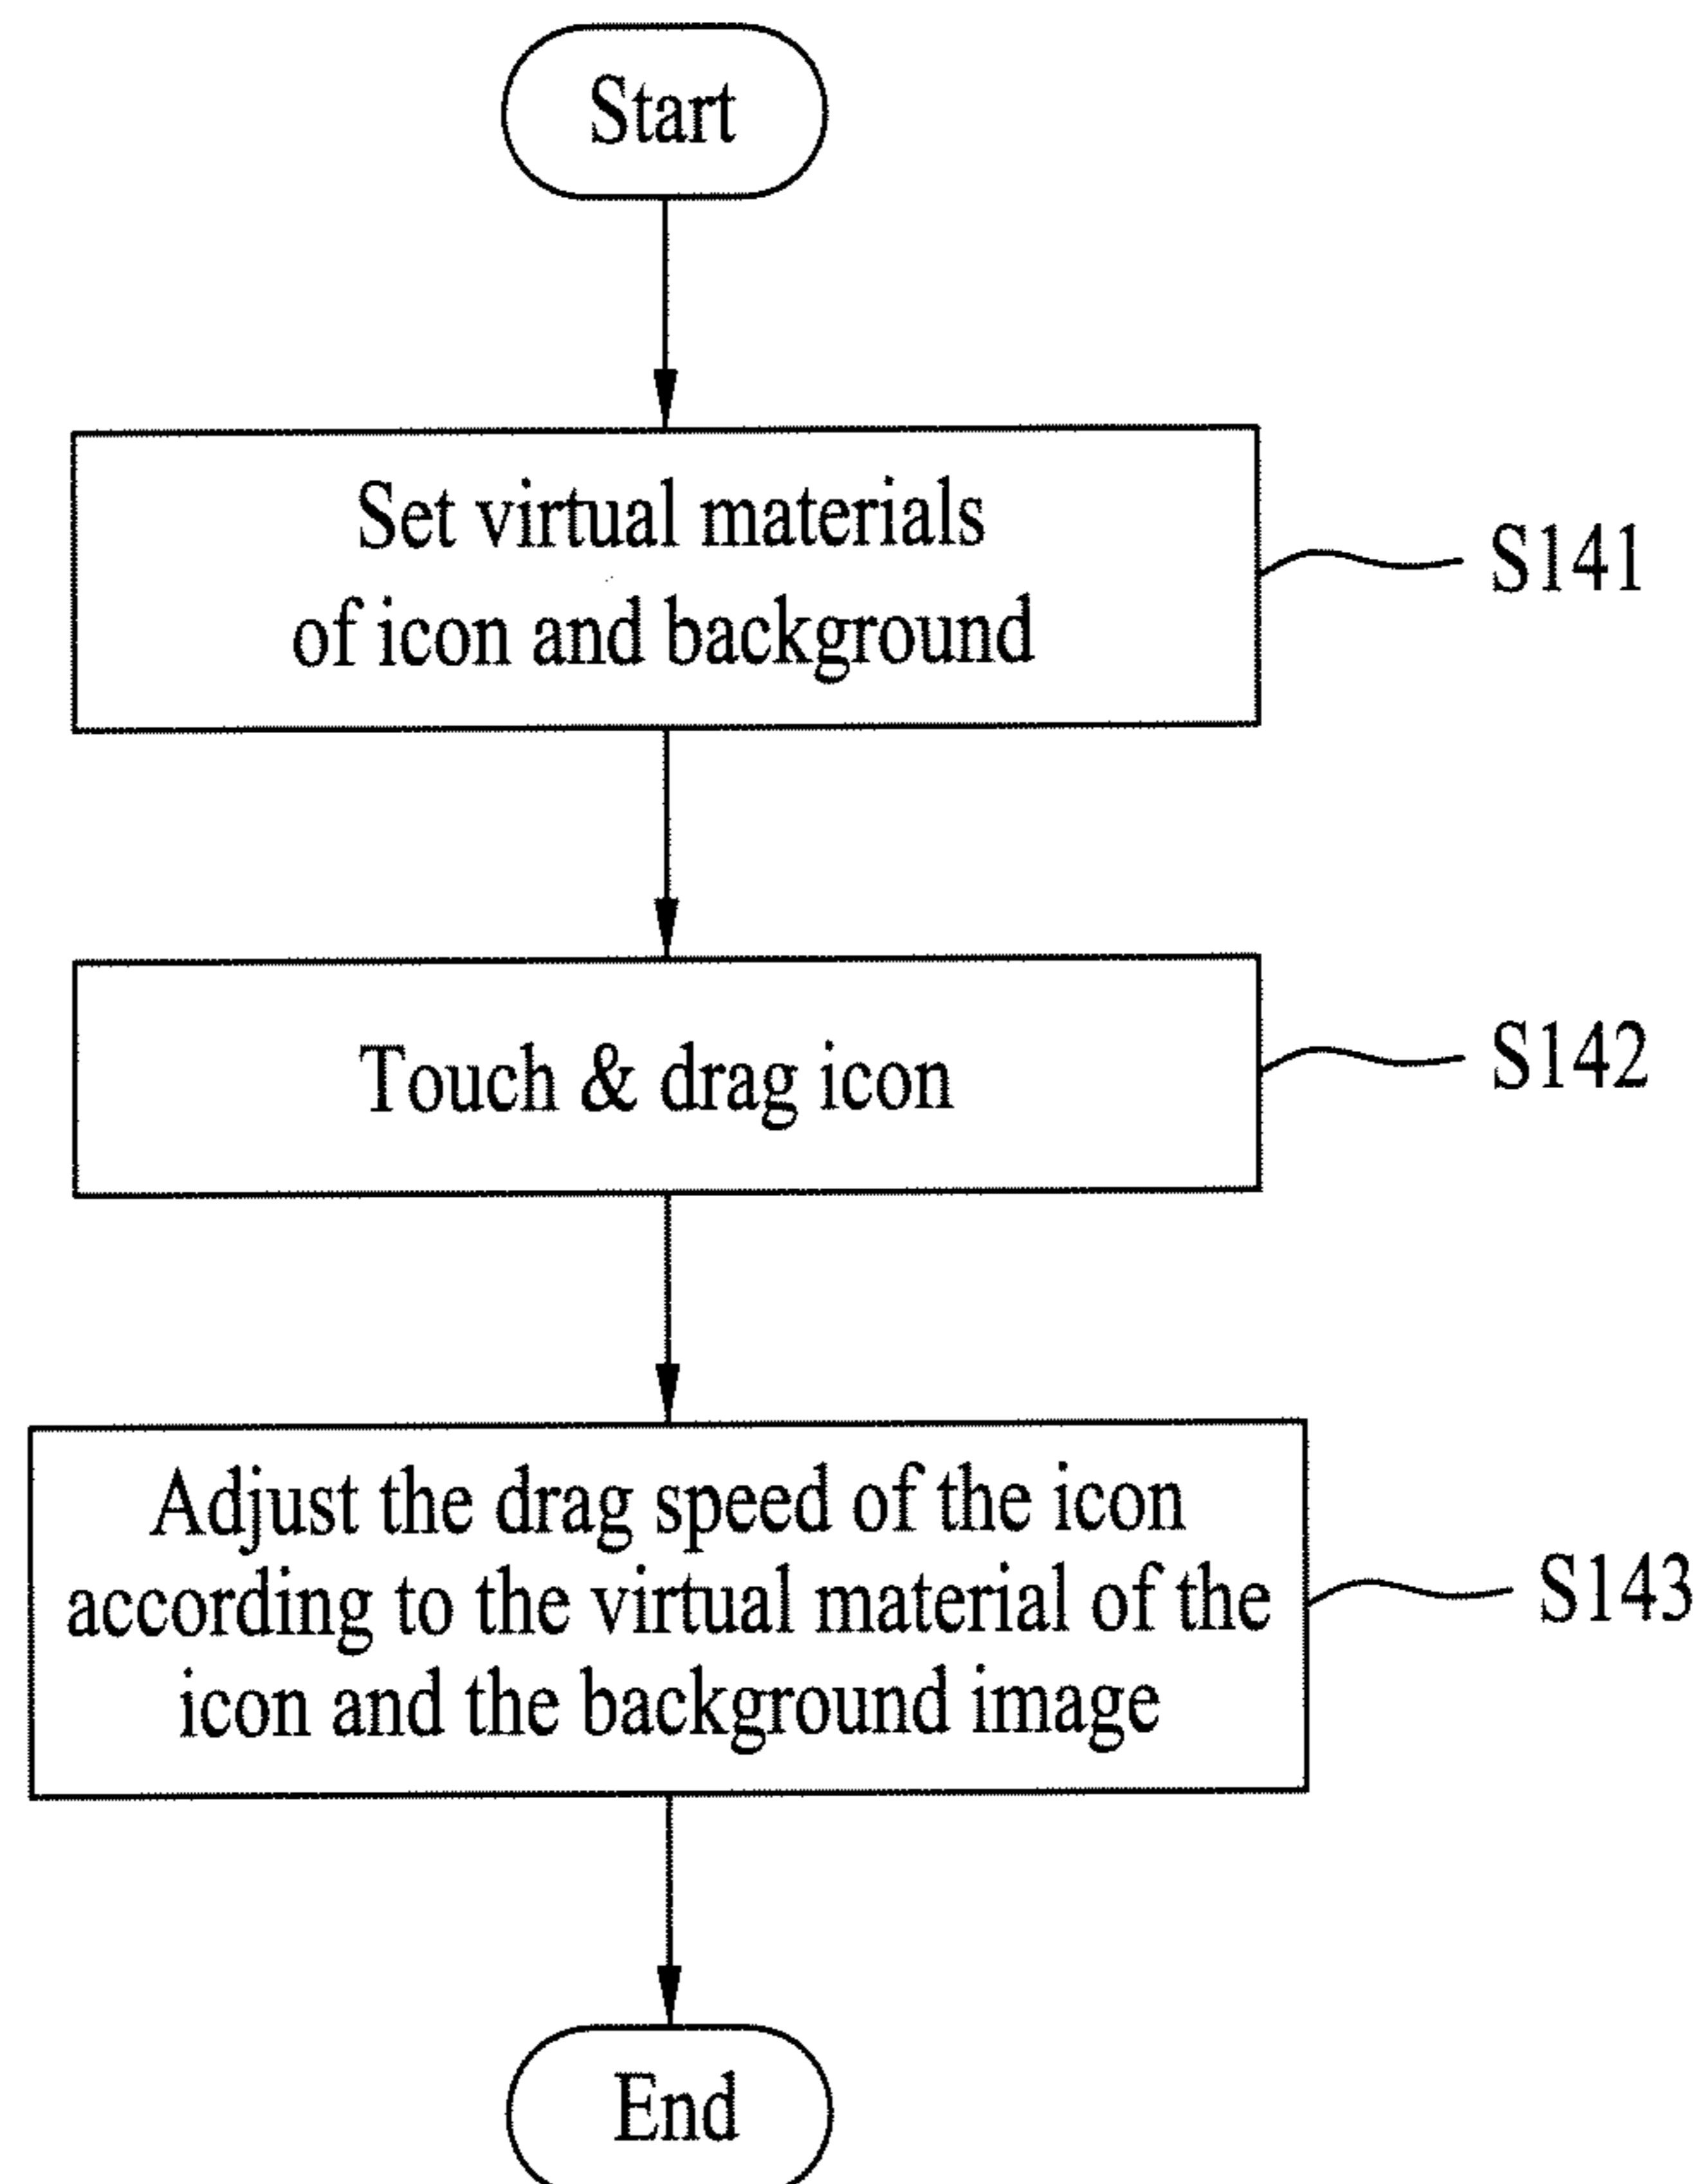 Start
Set virtual materials
of icon and background
S141
Touch & drag icon
S142
Adjust the drag speed of the icon
according to the virtual material of the
icon and the background image
S143
End